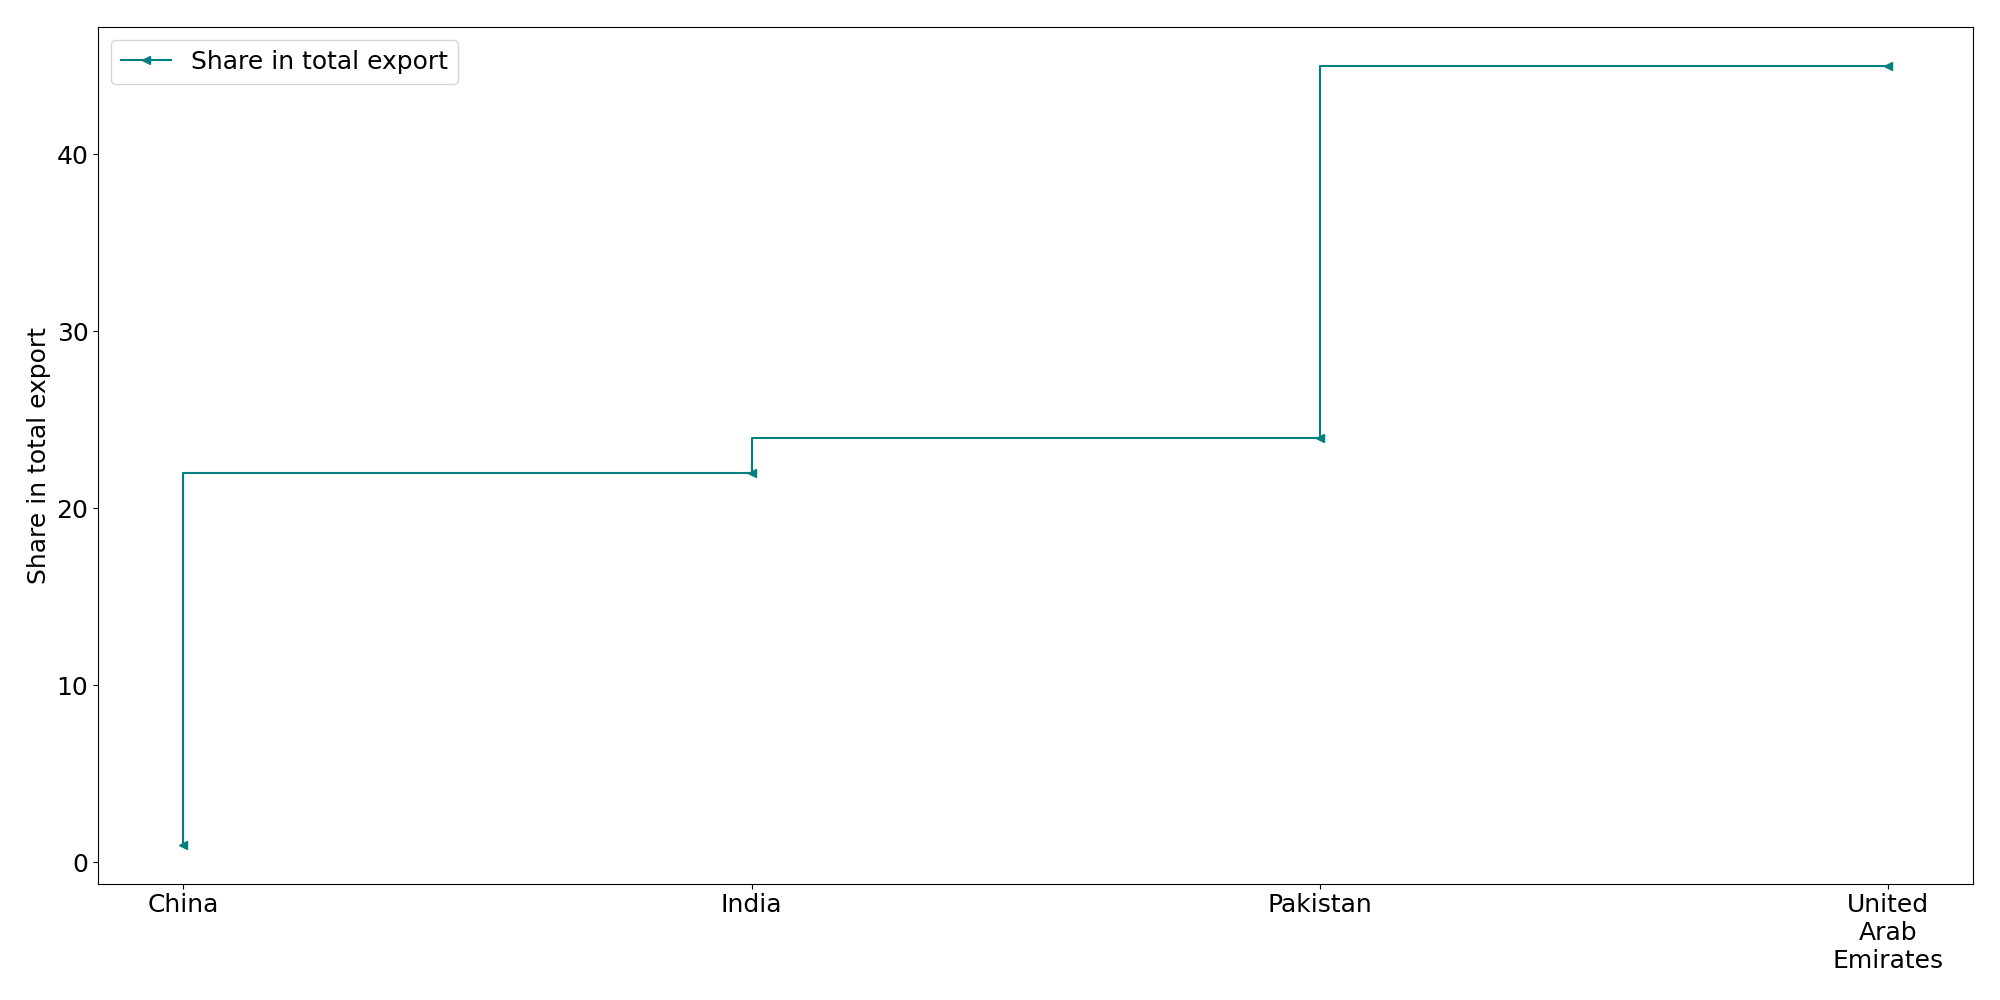 Share in total export
Share in total export
40
30
20
10
0
China
India
Pakistan
United
Arab
Emirates